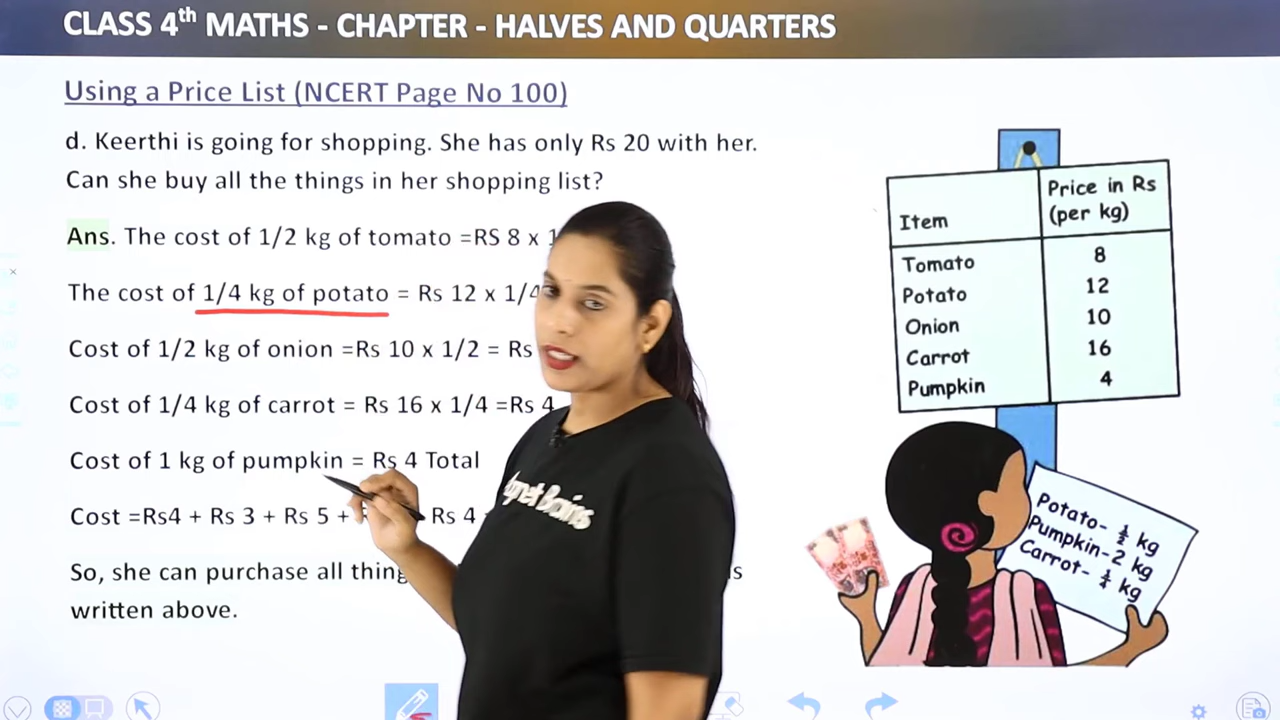 CLASS 4th MATHS - CHAPTER - HALVES AND QUARTERS
Using a Price List (NCERT Page No 100)
d. Keerthi is going for shopping. She has only Rs 20 with her.
Can she buy all the things in her shopping list?
Ans. The cost of 1/2 kg of tomato =RS 8 x
The cost of 1/4 kg of potato = Rs 12 x 1/4
Cost of 1/2 kg of onion =Rs 10 x 1/2 = Rs
Cost of 1/4 kg of carrot = Rs 16 x 1/4 =Rs 4
Cost of 1 kg of pumpkin = Rs 4 Total
Cost =Rs4 + Rs 3 + Rs 5 + Rs 4
So, she can purchase all
written above.
Item Price in Rs
(per kg)
Tomato 8
Potato 12
Onion 10
Carrot 16
Pumpkin 4
Potato- ½ kg
Pumpkin-2 kg
Carrot- kg
Magnet Brains